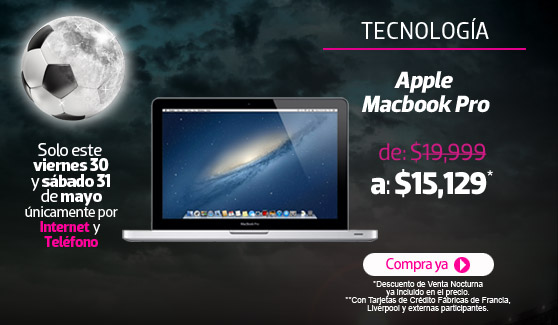 TECNOLOGÍA
Apple
Macbook Pro
de: $19,999
a: $15,129*
Solo este
viernes 30
y sábado 31
de mayo
únicamente por
Internet y
Teléfono
MacBook Pro
Compra ya
*Descuento de Venta Nocturna
ya incluido en el precio.
**Con Tarjetas de Crédito Fábricas de Francia,
Liverpool y externas participantes.